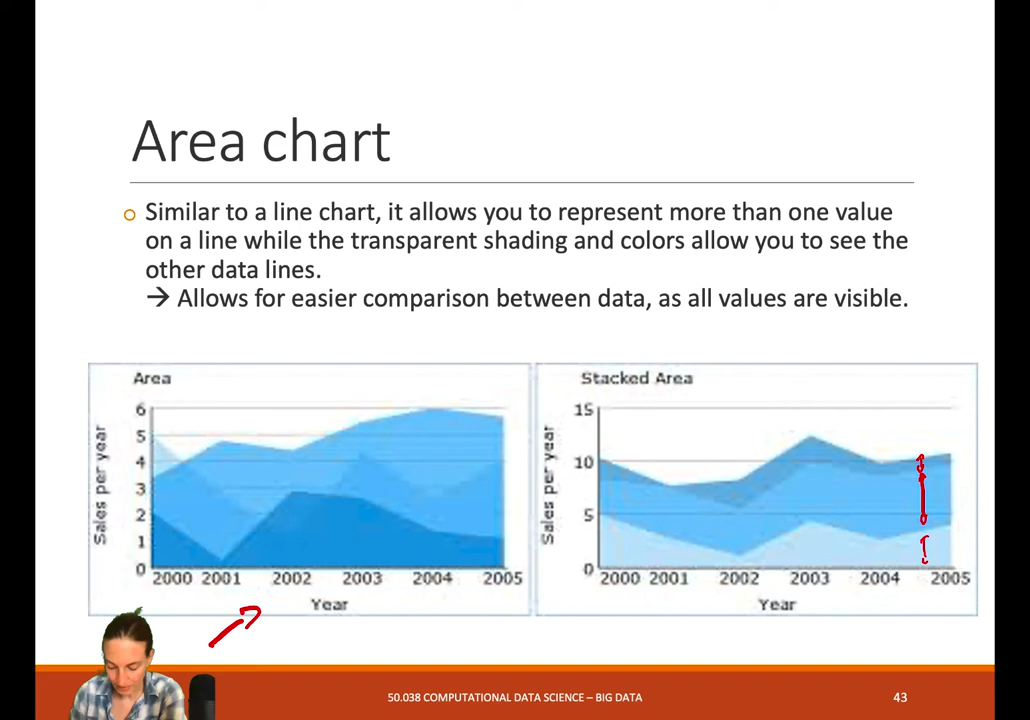 Area chart
Similar to a line chart, it allows you to represent more than one value
on a line while the transparent shading and colors allow you to see the
other data lines.
→ Allows for easier comparison between data, as all values are visible.
Area
6
5
4
3
2
1
0
Sales per year
2000 2001 2002 2003 2004 2005
Year
Stacked Area
15
10
5
0
Sales per year
2000 2001 2002 2003 2004 2005
Year
50.038 COMPUTATIONAL DATA SCIENCE – BIG DATA
43